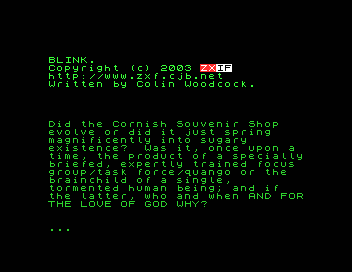 BLINK.
Copyright (c) 2003 ZXIF
http://www.zxf.cjb.net
Written by Colin Woodcock.
Did the Cornish Souvenir Shop
evolve or did it just spring
magnificently into sugary
existence? Was it, once upon a
time, the product of a specially
briefed, expertly trained focus
group/task force/quango or the
brainchild of a single,
tormented human being; and if
the latter, who and when AND FOR
THE LOVE OF GOD WHY?
...